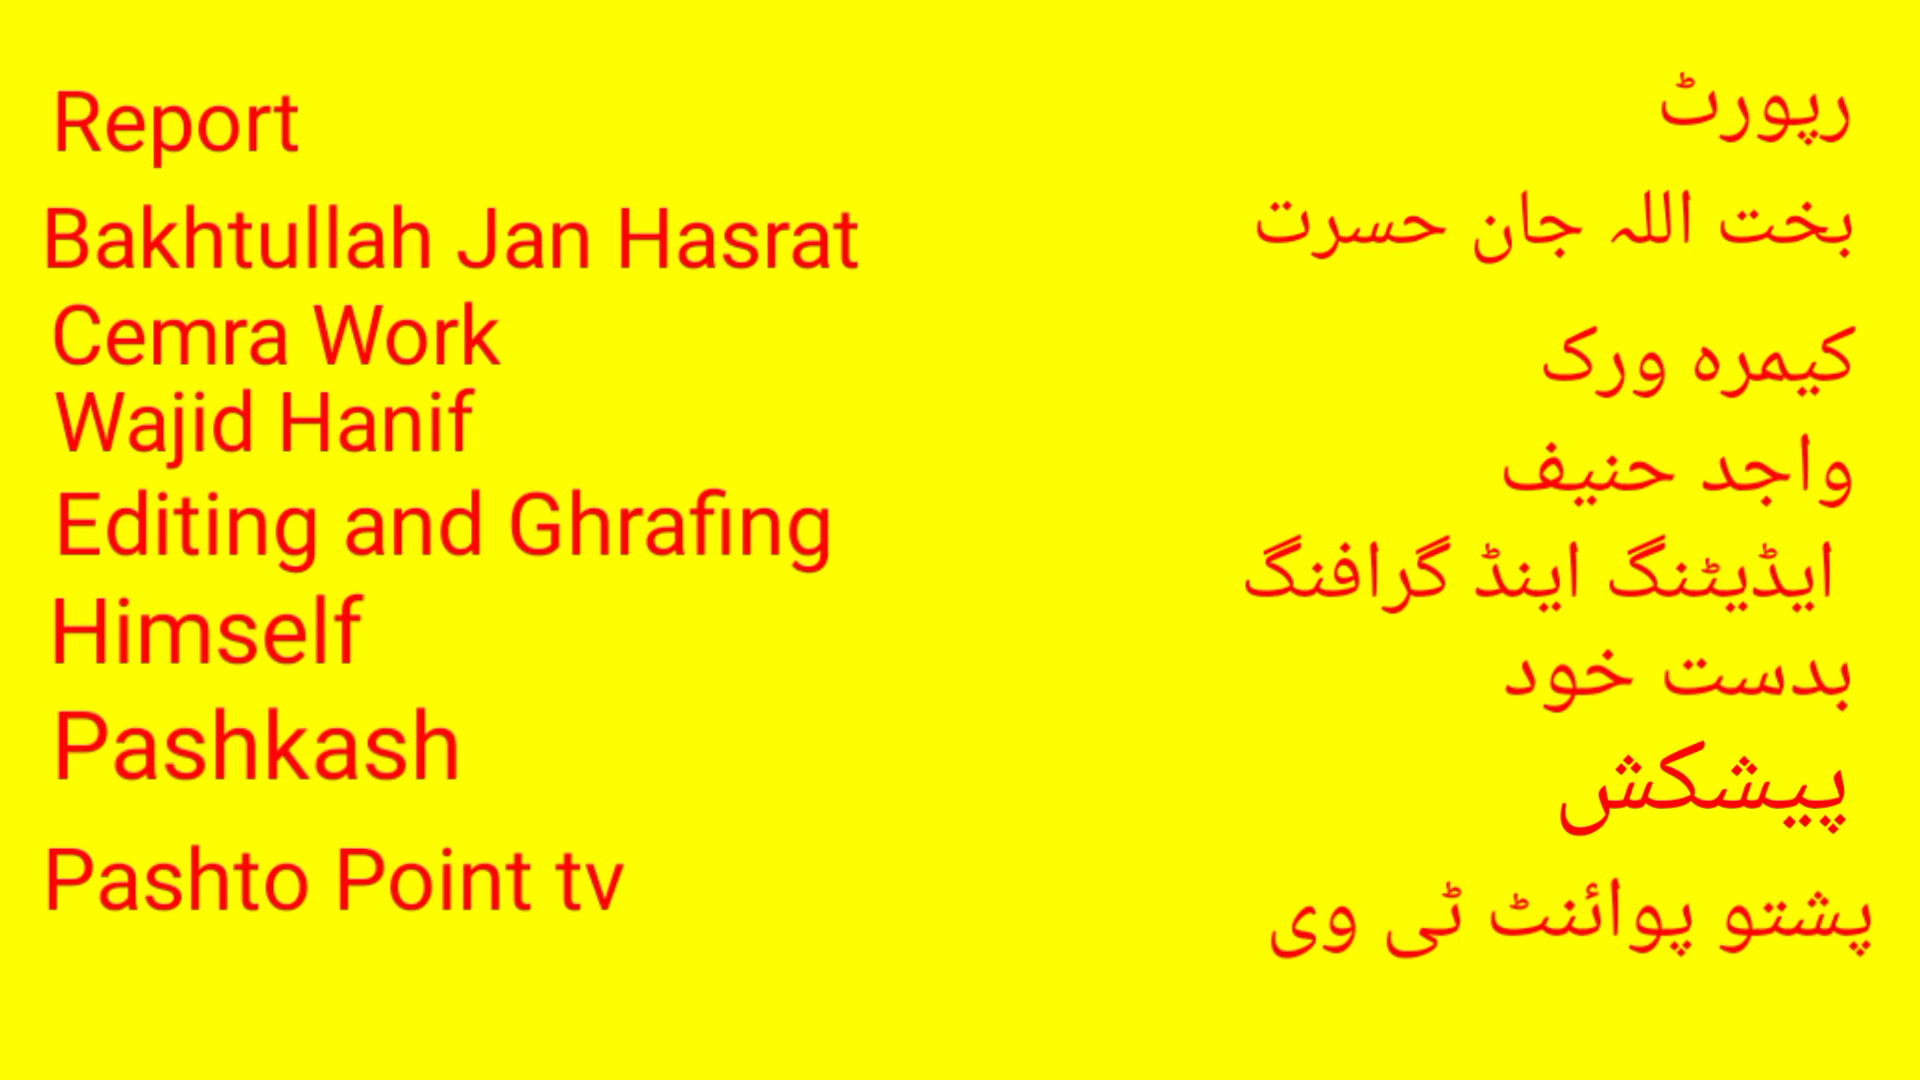 Report
Bakhtullah Jan Hasrat
Cemra Work
Wajid Hanif
Editing and Ghrafing
Himself
Pashkash
Pashto Point tv
رپورٹ
بخت اللہ جان حسرت
کیمرہ ورک
واجد حنیف
ایڈیٹنگ اینڈ گرافنگ
بدست خود
پیشکش
پشتو پوائنٹ ٹی وی